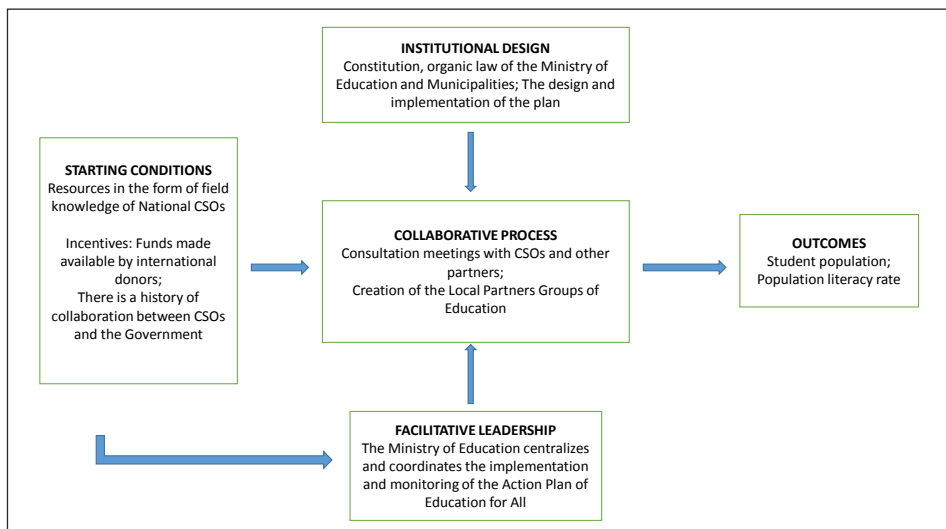 INSTITUTIONAL DESIGN
Constitution, organic law of the Ministry of
Education and Municipalities; The design and
implementation of the plan
STARTING CONDITIONS
Resources in the form of field
knowledge of National CSOs
Incentives: Funds made
available by international
donors;
There is a history of
collaboration between CSOs
and the Government
COLLABORATIVE PROCESS
Consultation meetings with CSOs and other
partners;
Creation of the Local Partners Groups of
Education
OUTCOMES
Student population;
Population literacy rate
FACILITATIVE LEADERSHIP
The Ministry of Education centralizes
and coordinates the implementation
and monitoring of the Action Plan of
Education for All